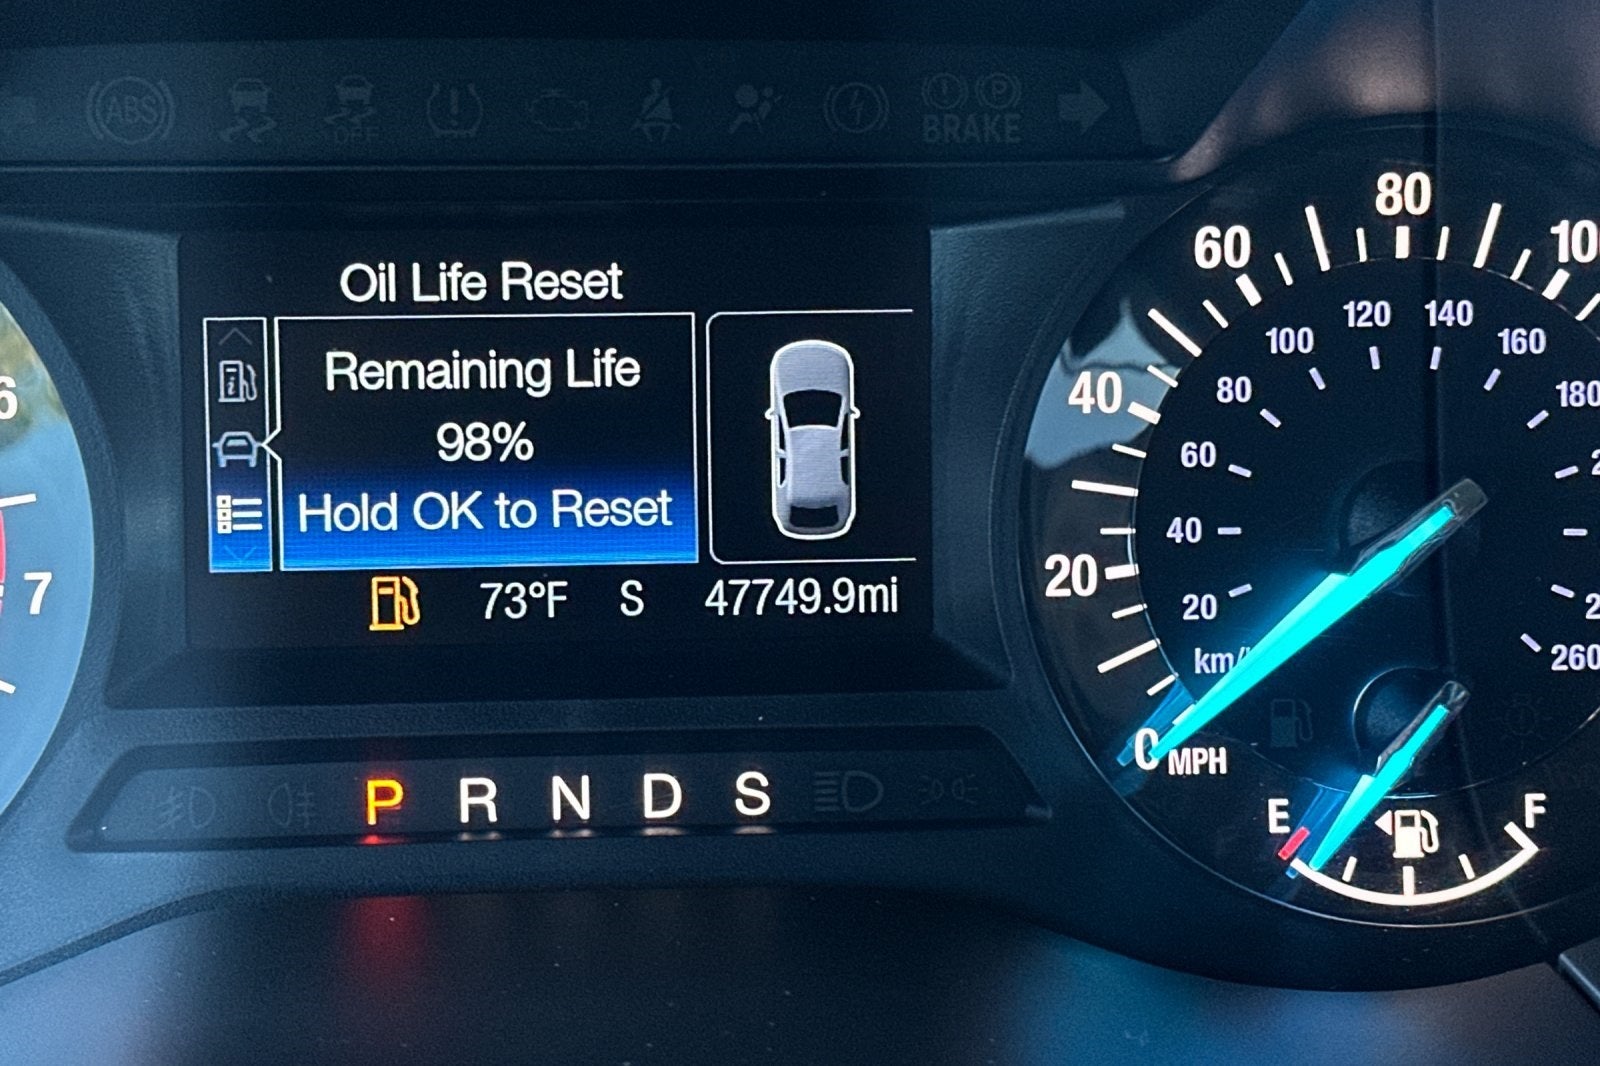 ABS
OFF
BRAKE
Oil Life Reset
Remaining Life
98%
Hold OK to Reset
73°F S 47749.9mi
6
7
P R N D S
0 20 40 60 80
MPH
20 40 60 80 100 120 140 160 180
260
E F